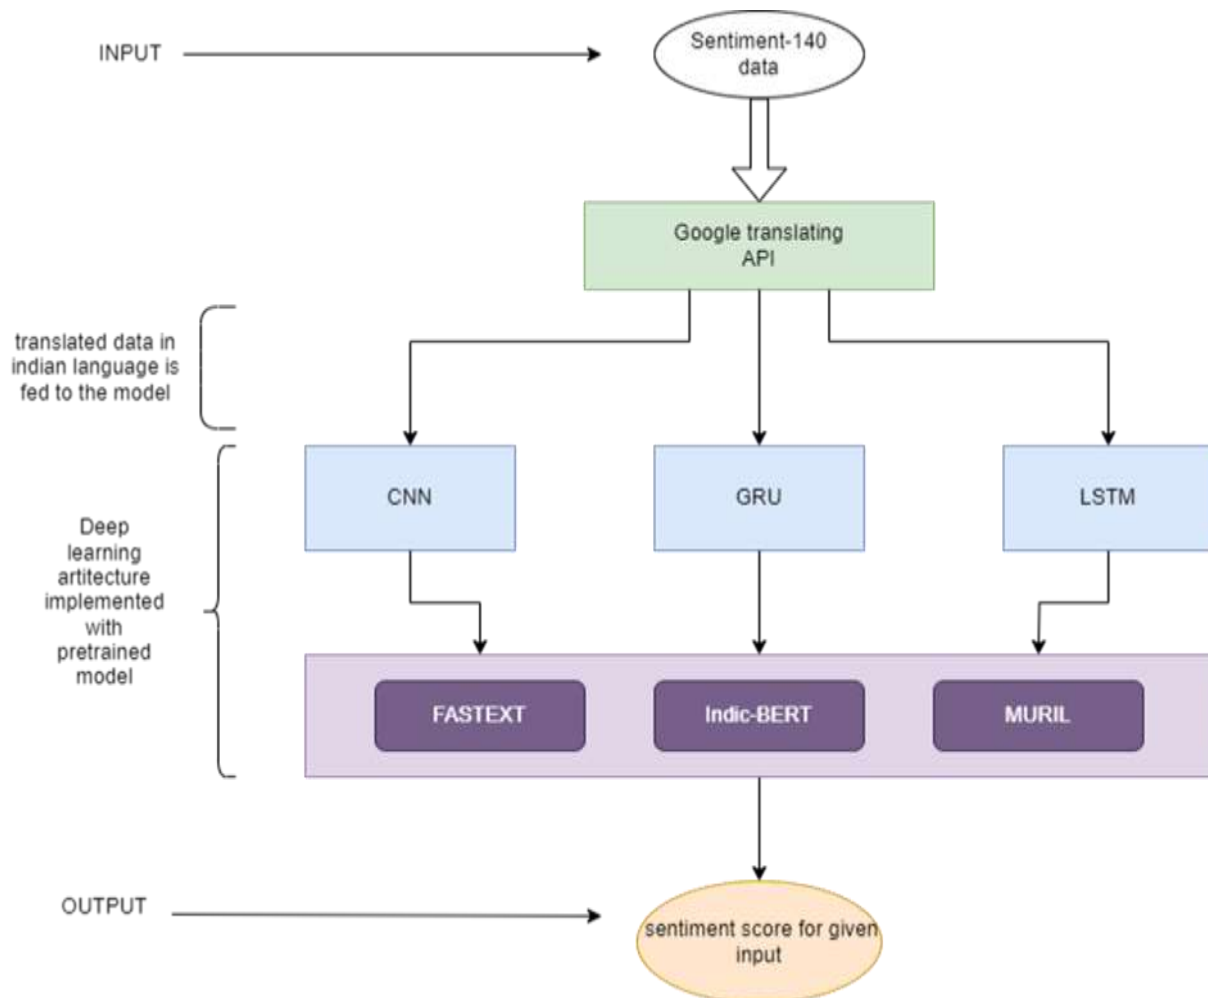 INPUT
Sentiment-140
data
Google translating
API
translated data in
indian language is
fed to the model
CNN
GRU
LSTM
Deep
learning
artitecture
implemented
with
pretrained
model
FASTEXT
Indic-BERT
MURIL
OUTPUT
sentiment score for given
input